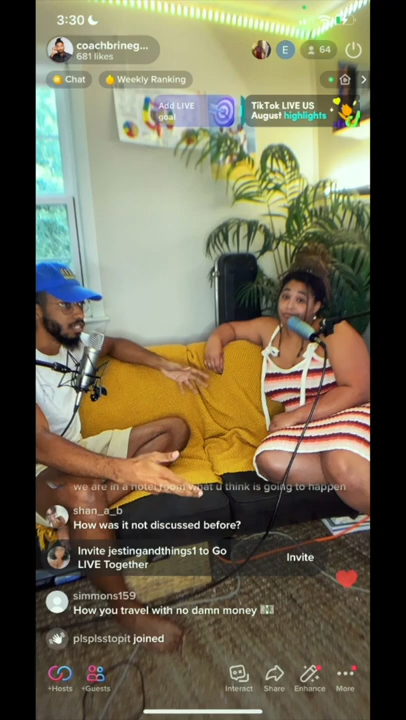 3:30
coachbrineg...
681 likes
E
64
Chat
Weekly Ranking
Add LIVE
goal
TikTok LIVE US
August highlights
we are in a hotel room what u think is going to happen
shan_a_b
How was it not discussed before?
Invite jestingandthings1 to Go
LIVE Together
Invite
simmons159
How you travel with no damn money
plsplsstopit joined
+Hosts
+Guests
Interact
Share
Enhance
More